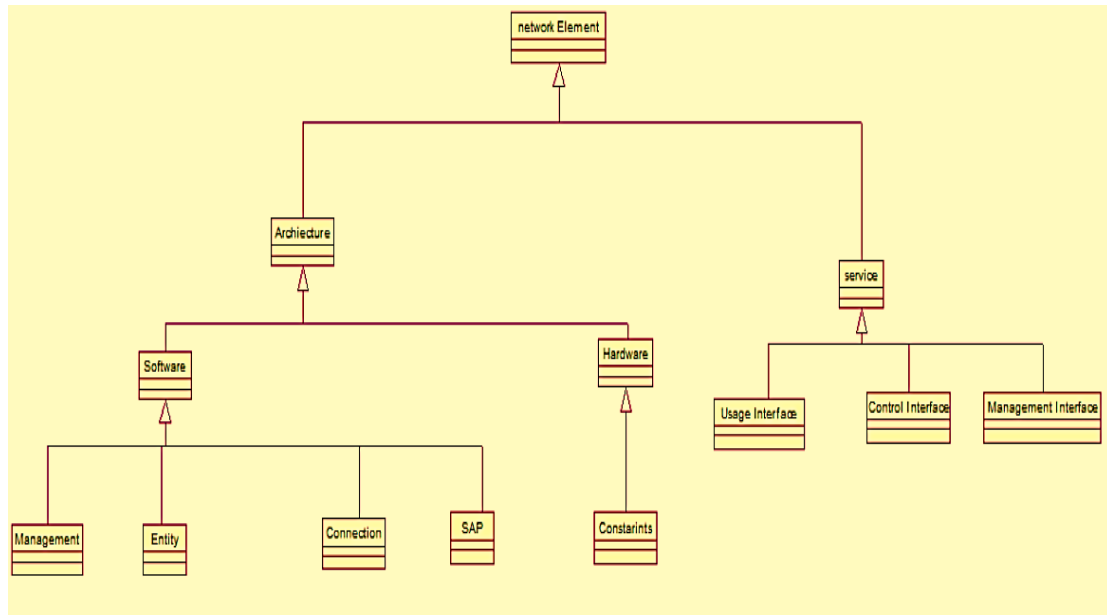 network Element
Archiecture
service
Software
Hardware
Usage Interface
Control Interface
Management Interface
Management
Entity
Connection
SAP
Constarints